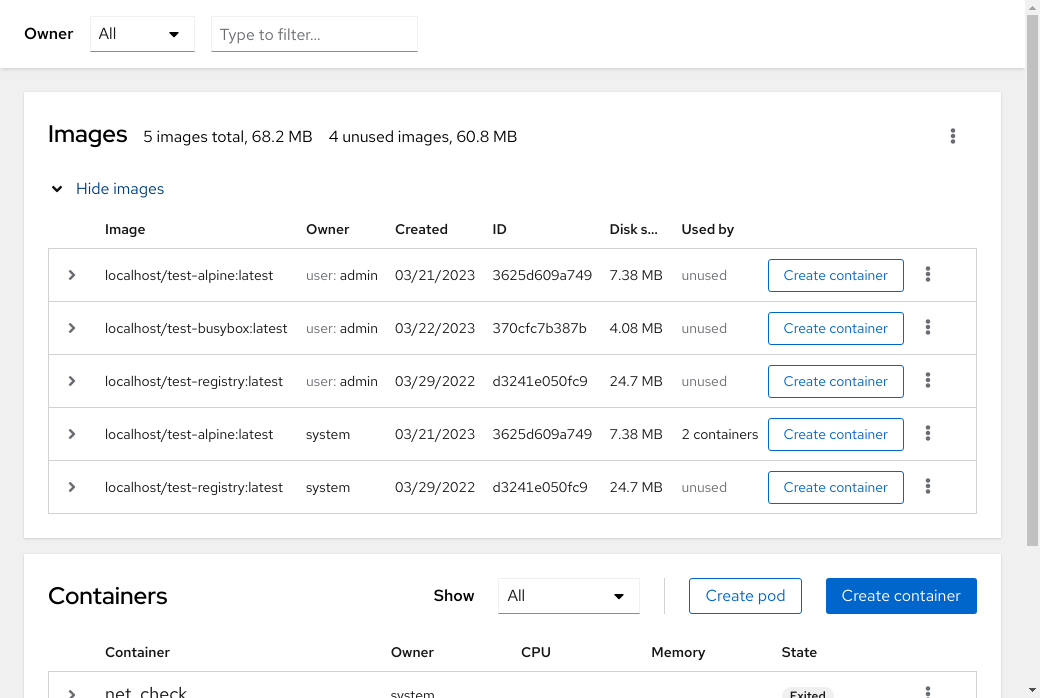 Owner All Type to filter...
Images 5 images total, 68.2 MB 4 unused images, 60.8 MB
Hide images
Image Owner Created ID Disk s... Used by
localhost/test-alpine:latest user: admin 03/21/2023 3625d609a749 7.38 MB unused Create container
localhost/test-busybox:latest user: admin 03/22/2023 370cfc7b387b 4.08 MB unused Create container
localhost/test-registry:latest user: admin 03/29/2022 d3241e050fc9 24.7 MB unused Create container
localhost/test-alpine:latest system 03/21/2023 3625d609a749 7.38 MB 2 containers Create container
localhost/test-registry:latest system 03/29/2022 d3241e050fc9 24.7 MB unused Create container
Containers Show All Create pod Create container
Container Owner CPU Memory State
net_check system Exited